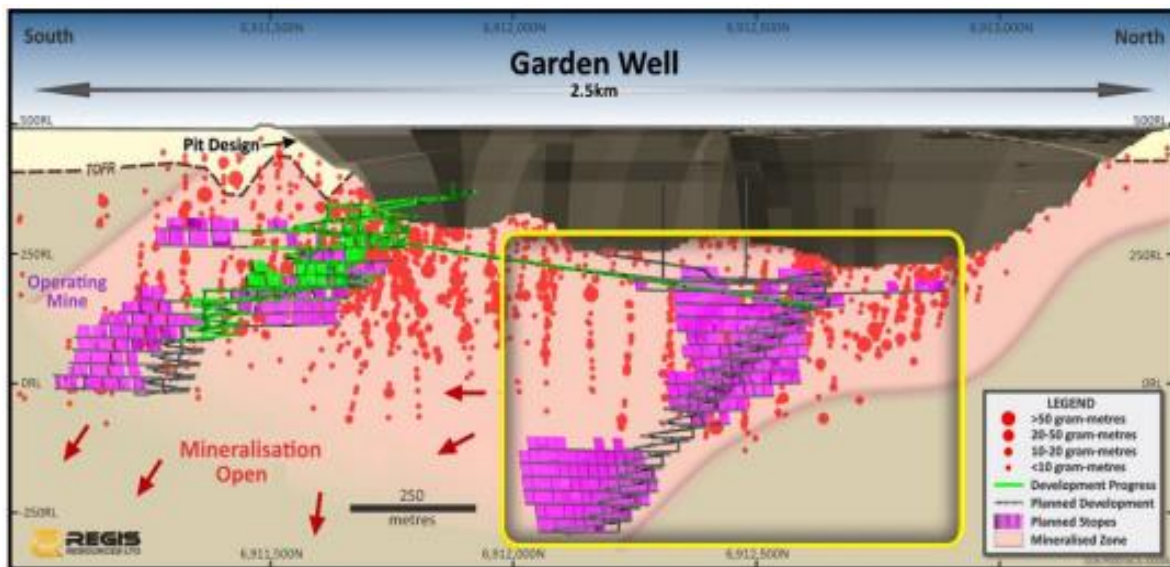 South
6,911,500N
6,912,000N
6,912,500N
6,913,000N
North
Garden Well
2.5km
500RL
500RL
Pit Design
TOFR
250RL
250RL
Operating
Mine
0RL
0RL
Mineralisation
Open
250
metres
-250RL
LEGEND
>50 gram-metres
20-50 gram-metres
10-20 gram-metres
<10 gram-metres
Development Progress
Planned Development
Planned Stopes
Mineralised Zone
REGIS
RESOURCES LTD
6,911,500N
6,912,000N
6,912,500N